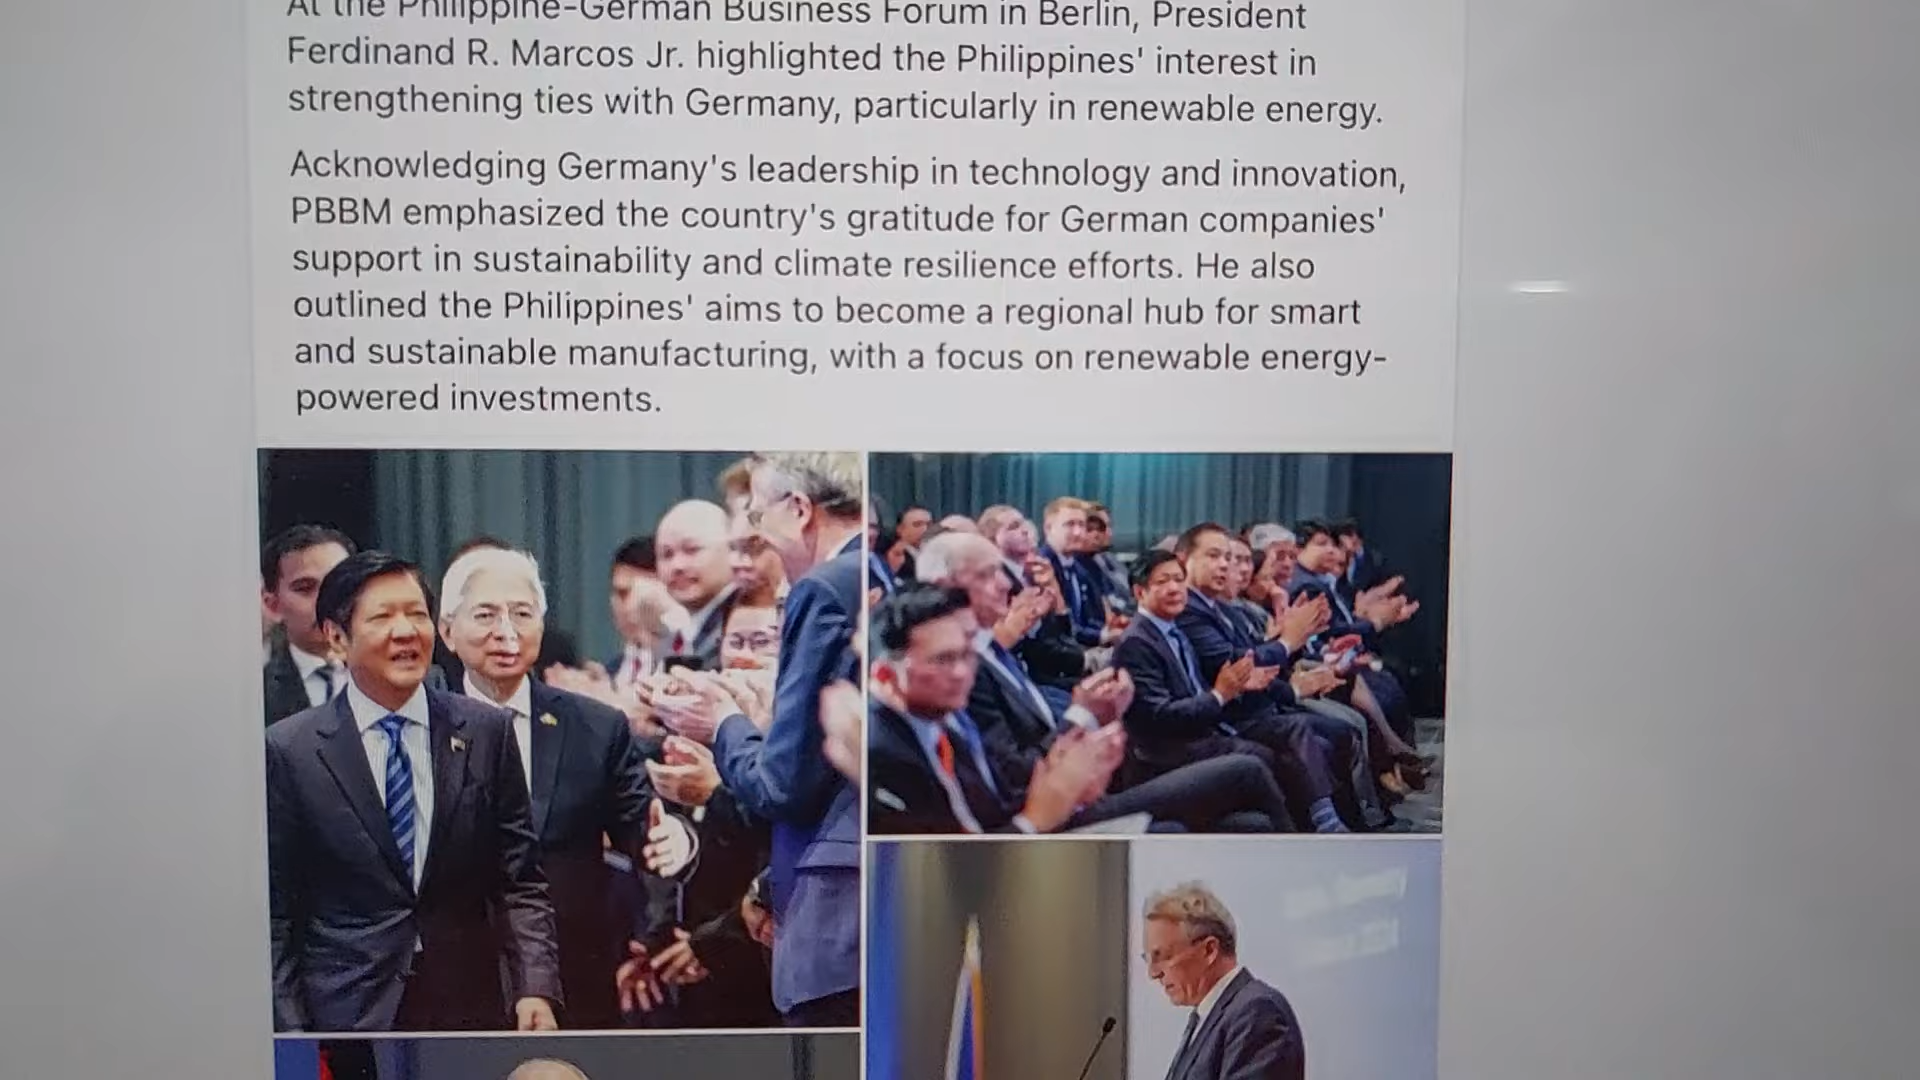 At the Philippine-German Business Forum in Berlin, President
Ferdinand R. Marcos Jr. highlighted the Philippines' interest in
strengthening ties with Germany, particularly in renewable energy.
Acknowledging Germany's leadership in technology and innovation,
PBBM emphasized the country's gratitude for German companies'
support in sustainability and climate resilience efforts. He also
outlined the Philippines' aims to become a regional hub for smart
and sustainable manufacturing, with a focus on renewable energy-
powered investments.